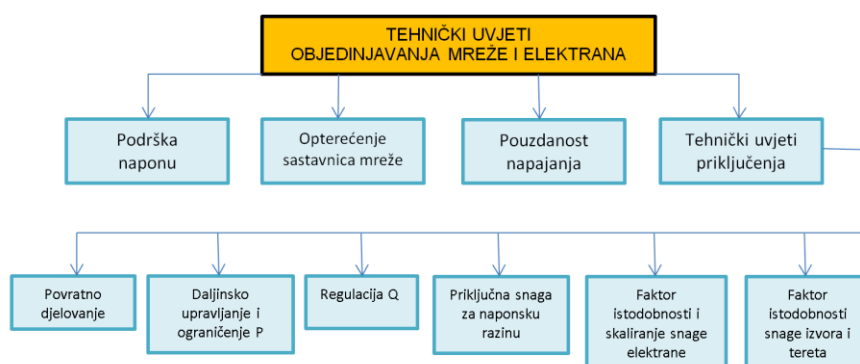 TEHNIČKI UVJETI
OBJEDINJAVANJA MREŽE I ELEKTRANA
Podrška
naponu
Opterećenje
sastavnica mreže
Pouzdanost
napajanja
Tehnički uvjeti
priključenja
Povratno
djelovanje
Daljinsko
upravljanje i
ograničenje P
Regulacija Q
Priključna snaga
za naponsku
razinu
Faktor
istodobnosti i
skaliranje snage
elektrane
Faktor
istodobnosti
snage izvora i
tereta